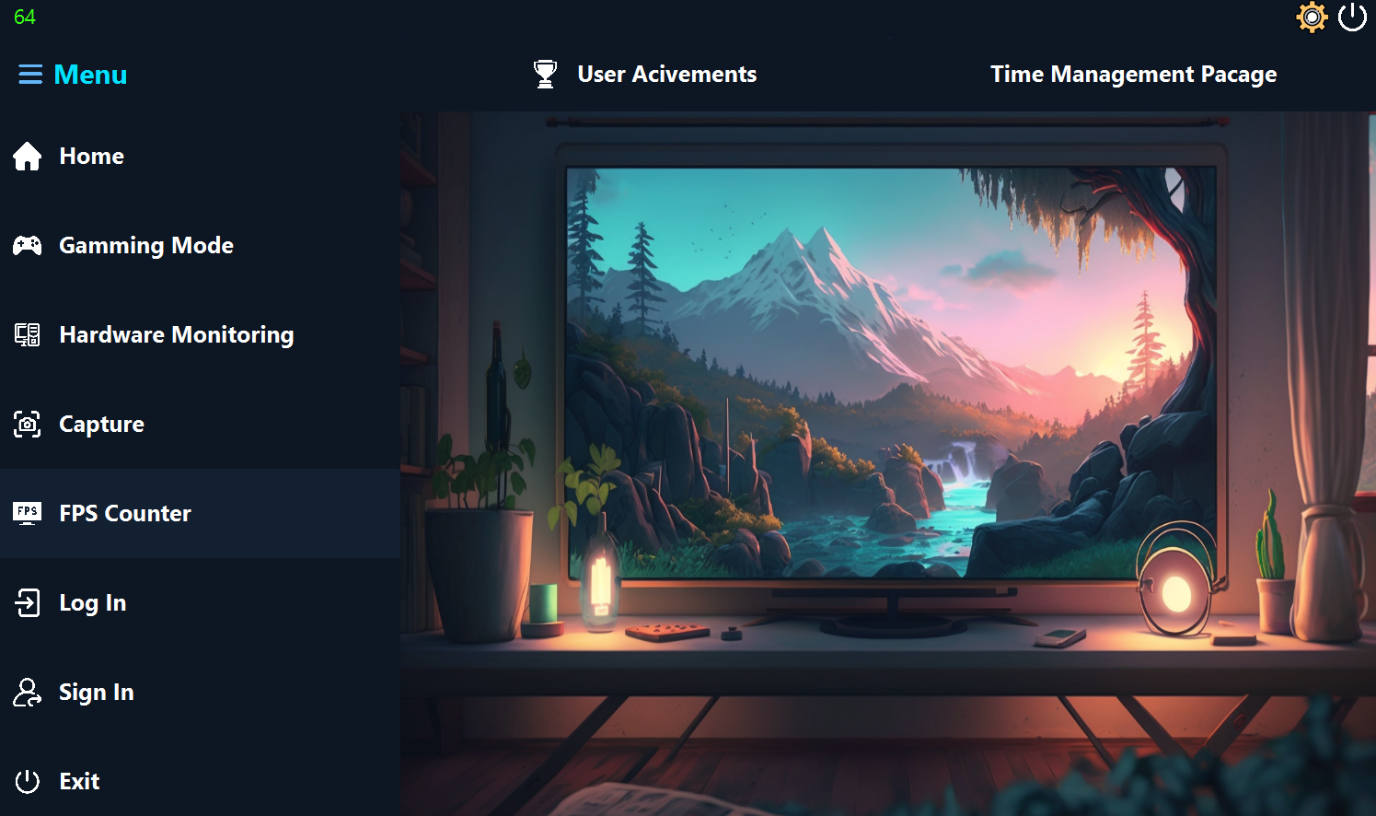 64
Menu
User Acivements
Time Management Pacage
Home
Gamming Mode
Hardware Monitoring
Capture
FPS
FPS Counter
Log In
Sign In
Exit